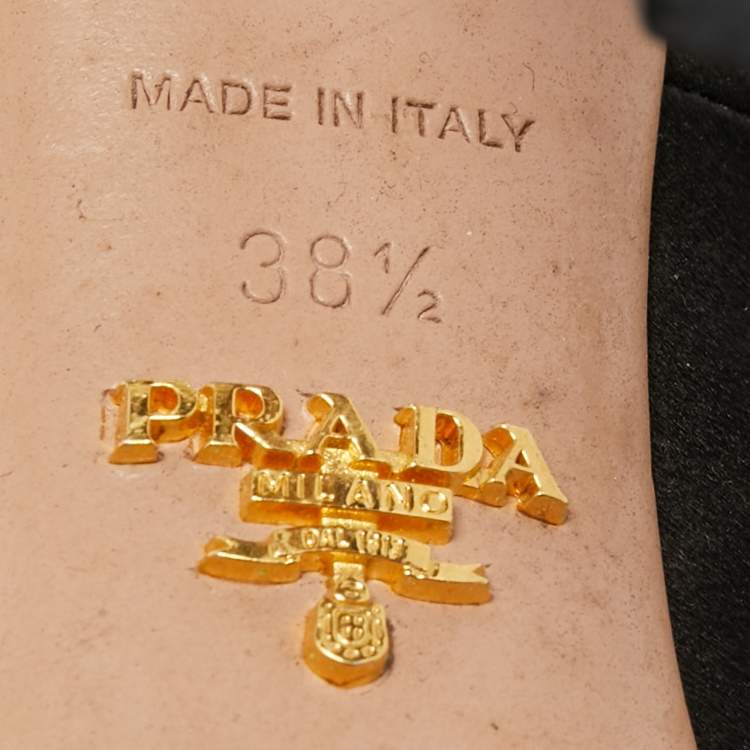 MADE IN ITALY
38½
PRADA
MILANO
DAL 1913